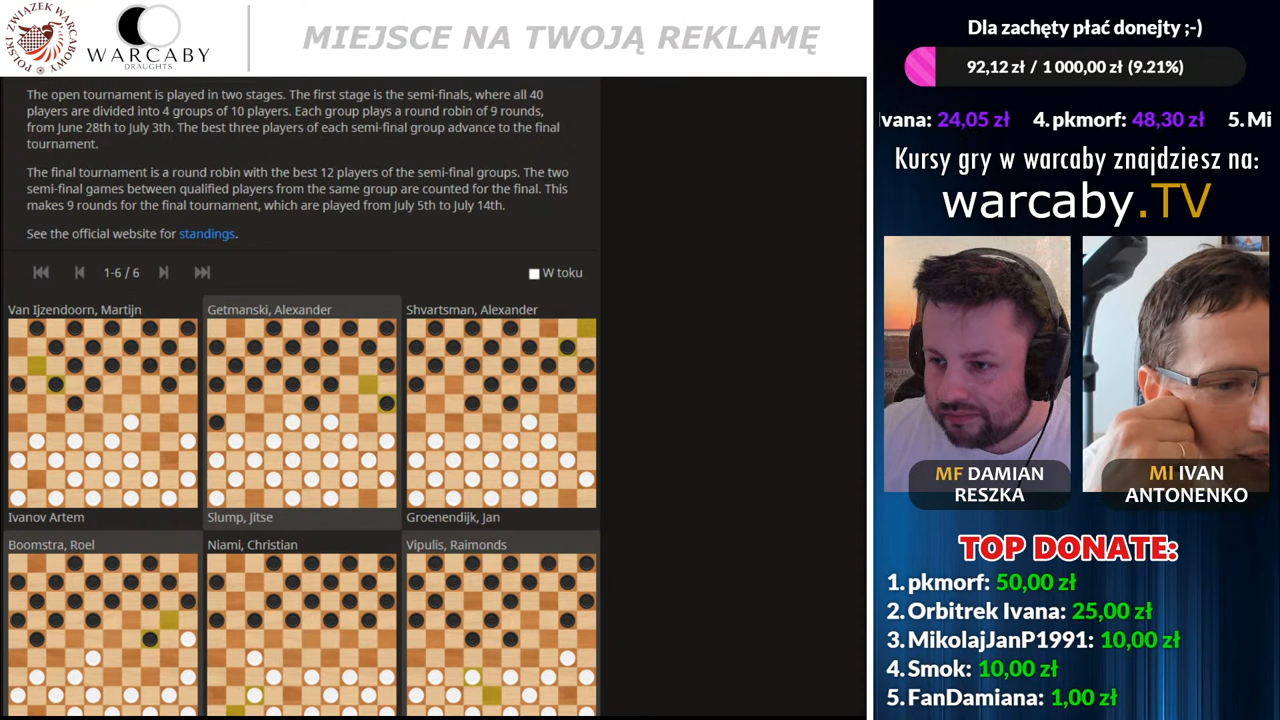 POLSKI ZWIĄZEK WARCABOWY
WARCABY
DRAUGHTS
MIEJSCE NA TWOJĄ REKLAMĘ
The open tournament is played in two stages. The first stage is the semi-finals, where all 40
players are divided into 4 groups of 10 players. Each group plays a round robin of 9 rounds,
from June 28th to July 3th. The best three players of each semi-final group advance to the final
tournament.
The final tournament is a round robin with the best 12 players of the semi-final groups. The two
semi-final games between qualified players from the same group are counted for the final. This
makes 9 rounds for the final tournament, which are played from July 5th to July 14th.
See the official website for standings.
1-6 / 6
W toku
Van Ijzendoorn, Martijn
Getmanski, Alexander
Shvartsman, Alexander
Ivanov Artem
Slump, Jitse
Groenendijk, Jan
Boomstra, Roel
Niami, Christian
Vipulis, Raimonds
Dla zachęty płać donejty ;-)
92,12 zł / 1 000,00 zł (9.21%)
Ivana: 24,05 zł 4. pkmorf: 48,30 zł 5. Mi
Kursy gry w warcaby znajdziesz na:
warcaby.TV
MF DAMIAN
RESZKA
MI IVAN
ANTONENKO
TOP DONATE:
1. pkmorf: 50,00 zł
2. Orbitrek Ivana: 25,00 zł
3. MikolajJanP1991: 10,00 zł
4. Smok: 10,00 zł
5. FanDamiana: 1,00 zł